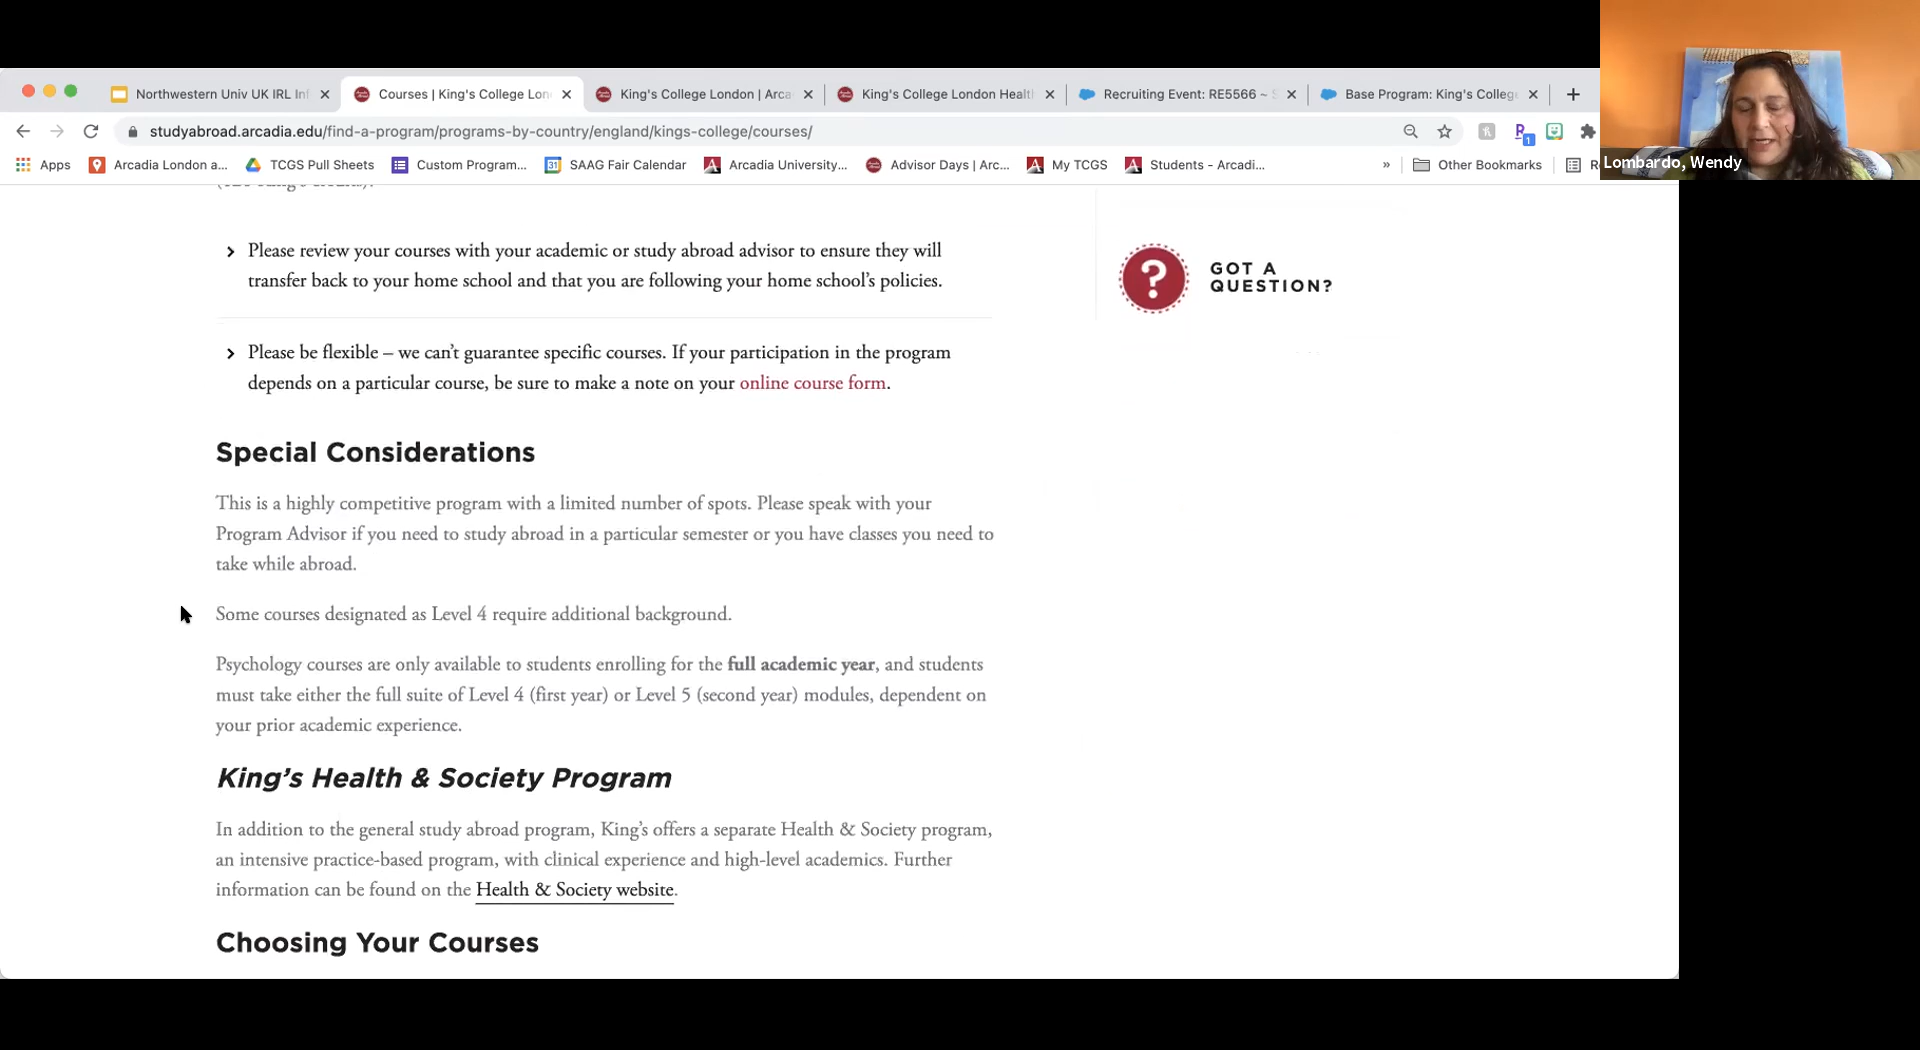 Northwestern Univ UK IRL Inf
Courses | King's College Lon
King's College London | Arca
King's College London Healt
Recruiting Event: RE5566 ~ S
Base Program: King's College
studyabroad.arcadia.edu/find-a-program/programs-by-country/england/kings-college/courses/
1
Apps
Arcadia London a...
TCGS Pull Sheets
Custom Program...
31
SAAG Fair Calendar
Arcadia University...
Advisor Days | Arc...
My TCGS
Students - Arcadi...
»
Other Bookmarks
Lombardo, Wendy
› Please review your courses with your academic or study abroad advisor to ensure they will
transfer back to your home school and that you are following your home school’s policies.
› Please be flexible – we can’t guarantee specific courses. If your participation in the program
depends on a particular course, be sure to make a note on your online course form.
?
GOT A
QUESTION?
Special Considerations
This is a highly competitive program with a limited number of spots. Please speak with your
Program Advisor if you need to study abroad in a particular semester or you have classes you need to
take while abroad.
Some courses designated as Level 4 require additional background.
Psychology courses are only available to students enrolling for the full academic year, and students
must take either the full suite of Level 4 (first year) or Level 5 (second year) modules, dependent on
your prior academic experience.
King’s Health & Society Program
In addition to the general study abroad program, King’s offers a separate Health & Society program,
an intensive practice-based program, with clinical experience and high-level academics. Further
information can be found on the Health & Society website.
Choosing Your Courses